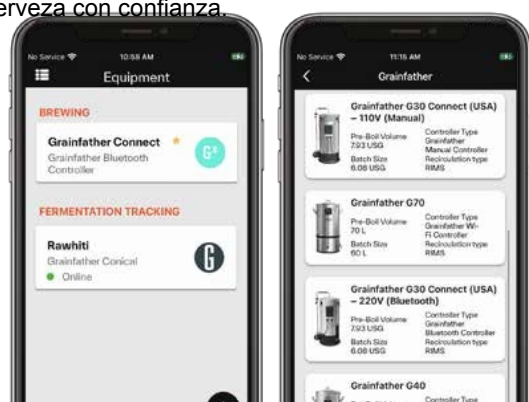 erveza con confianza.
No Service 10:58 AM
Equipment
BREWING
Grainfather Connect
Grainfather Bluetooth
Controller
FERMENTATION TRACKING
Rawhiti
Grainfather Conical
Online
No Service 11:15 AM
Grainfather
Grainfather G30 Connect (USA)
– 110V (Manual)
Pre-Boil Volume
7.93 USG
Batch Size
6.08 USG
Controller Type
Grainfather
Manual Controller
Recirculation type
RIMS
Grainfather G70
Pre-Boil Volume
70 L
Batch Size
60 L
Controller Type
Grainfather Wi-
Fi Controller
Recirculation type
RIMS
Grainfather G30 Connect (USA)
– 220V (Bluetooth)
Pre-Boil Volume
7.93 USG
Batch Size
6.08 USG
Controller Type
Grainfather
Bluetooth Controller
Recirculation type
RIMS
Grainfather G40
Controller Type